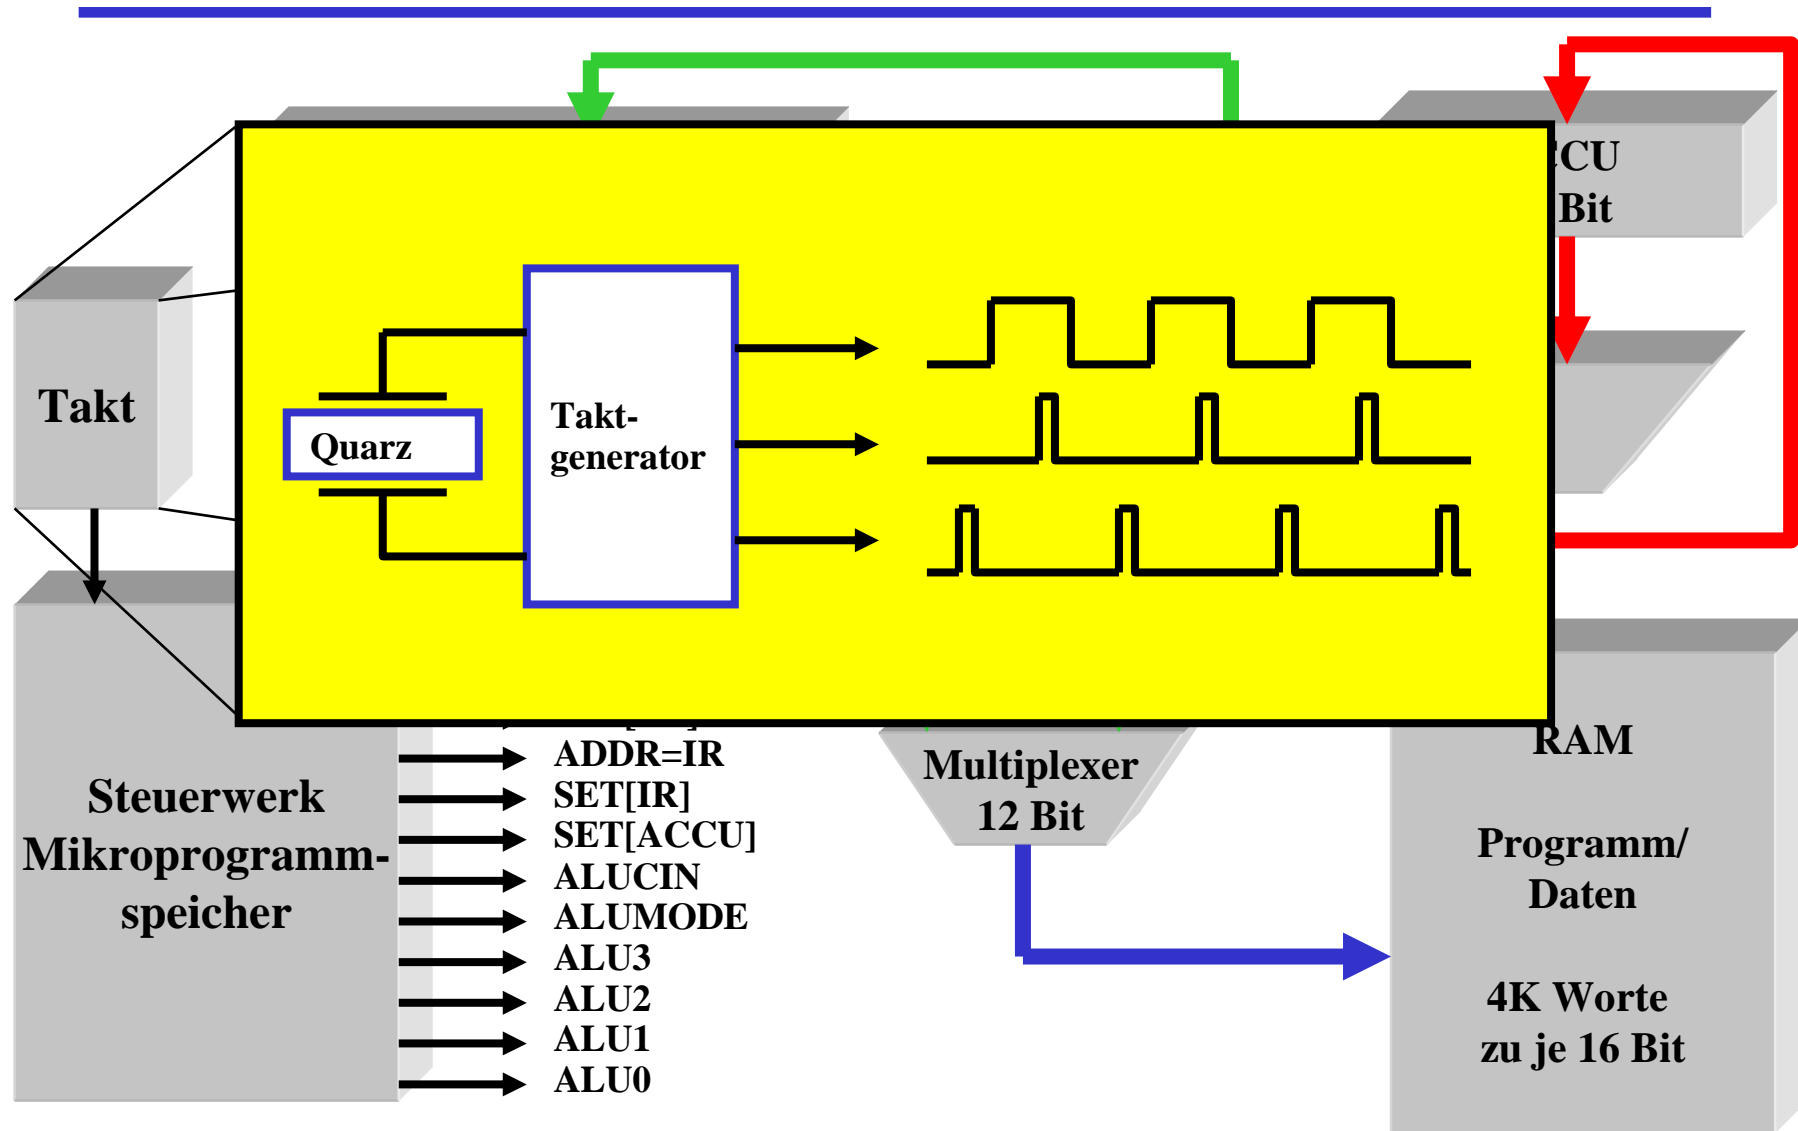 CCU
Bit
Takt
Quarz
Takt-
generator
ADDR=IR
SET[IR]
SET[ACCU]
ALUCIN
ALUMODE
ALU3
ALU2
ALU1
ALU0
Steuerwerk
Mikroprogramm-
speicher
Multiplexer
12 Bit
RAM
Programm/
Daten
4K Worte
zu je 16 Bit